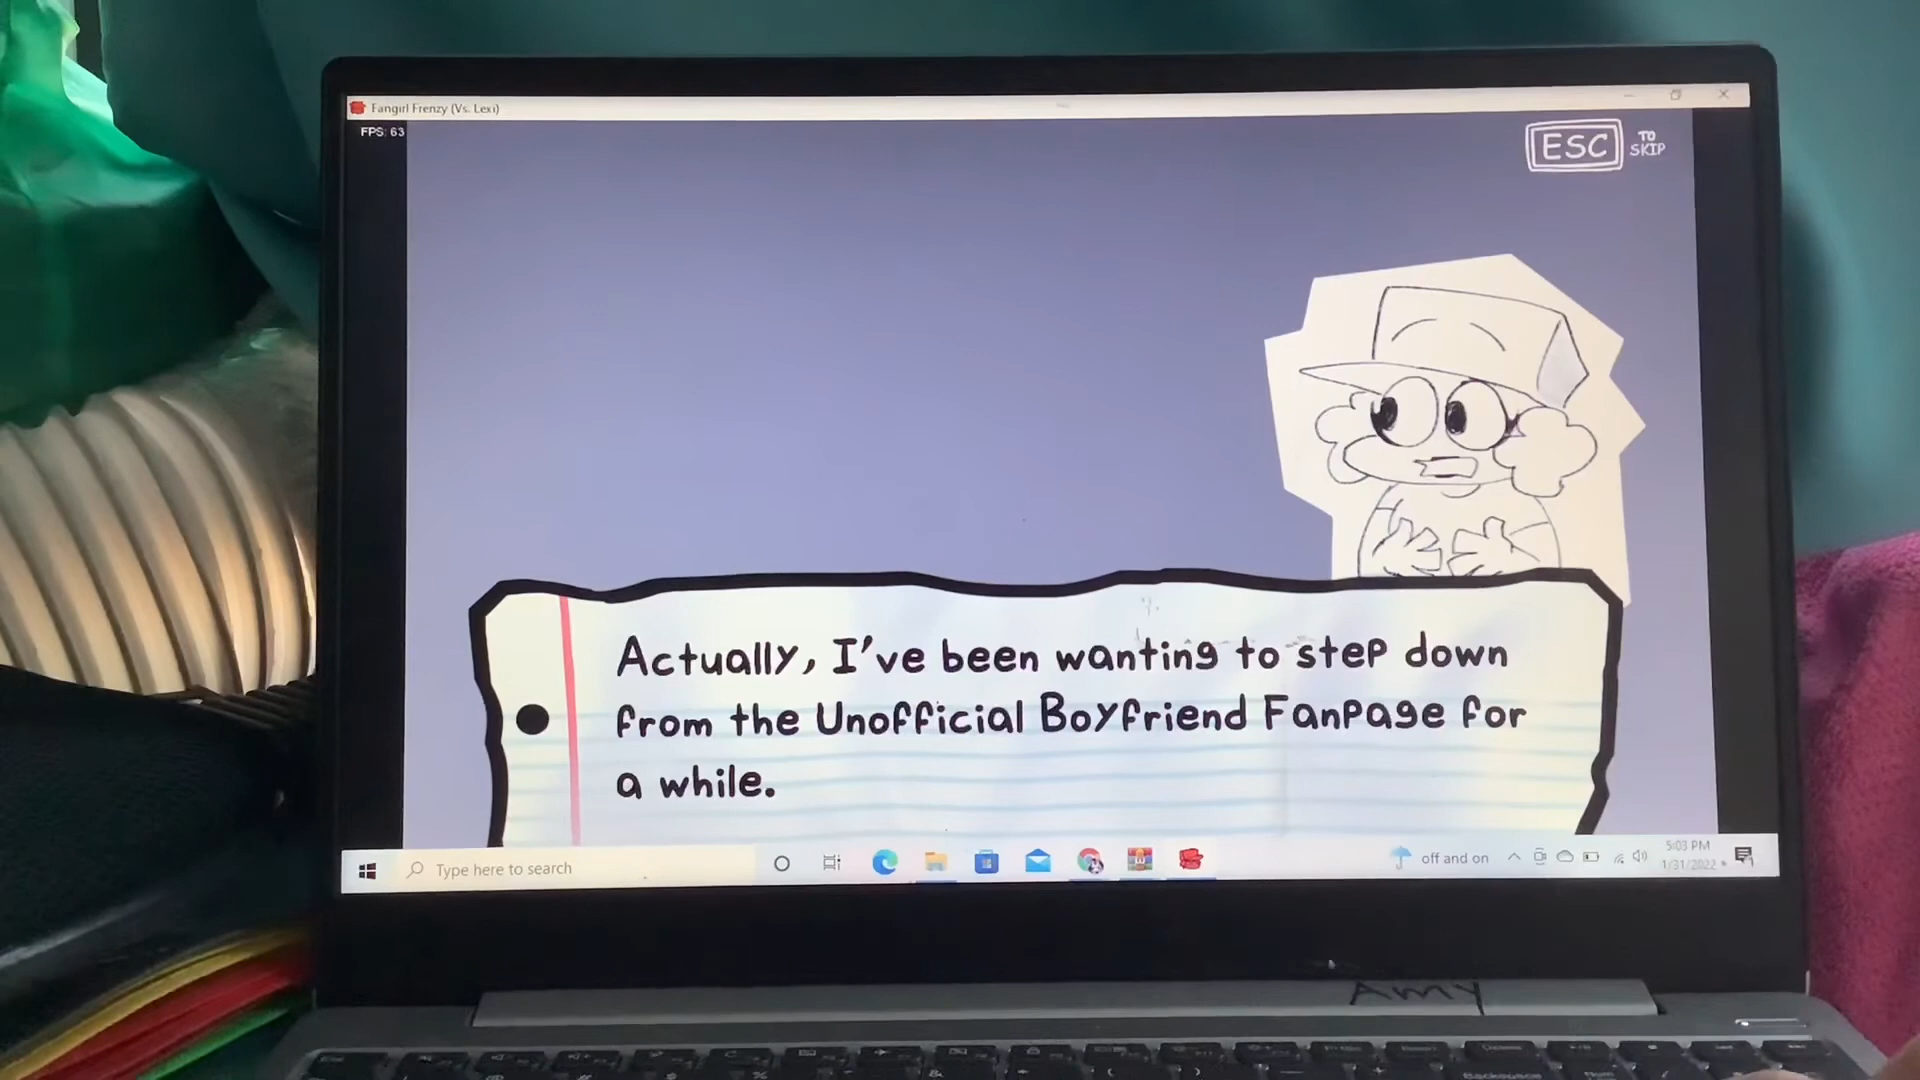 Fangirl Frenzy (Vs. Lexi)
FPS: 63
ESC TO SKIP
Actually, I've been wanting to step down
from the Unofficial Boyfriend Fanpage for
a while.
Type here to search
off and on
5:03 PM
1/31/2022
Amy
Backspace